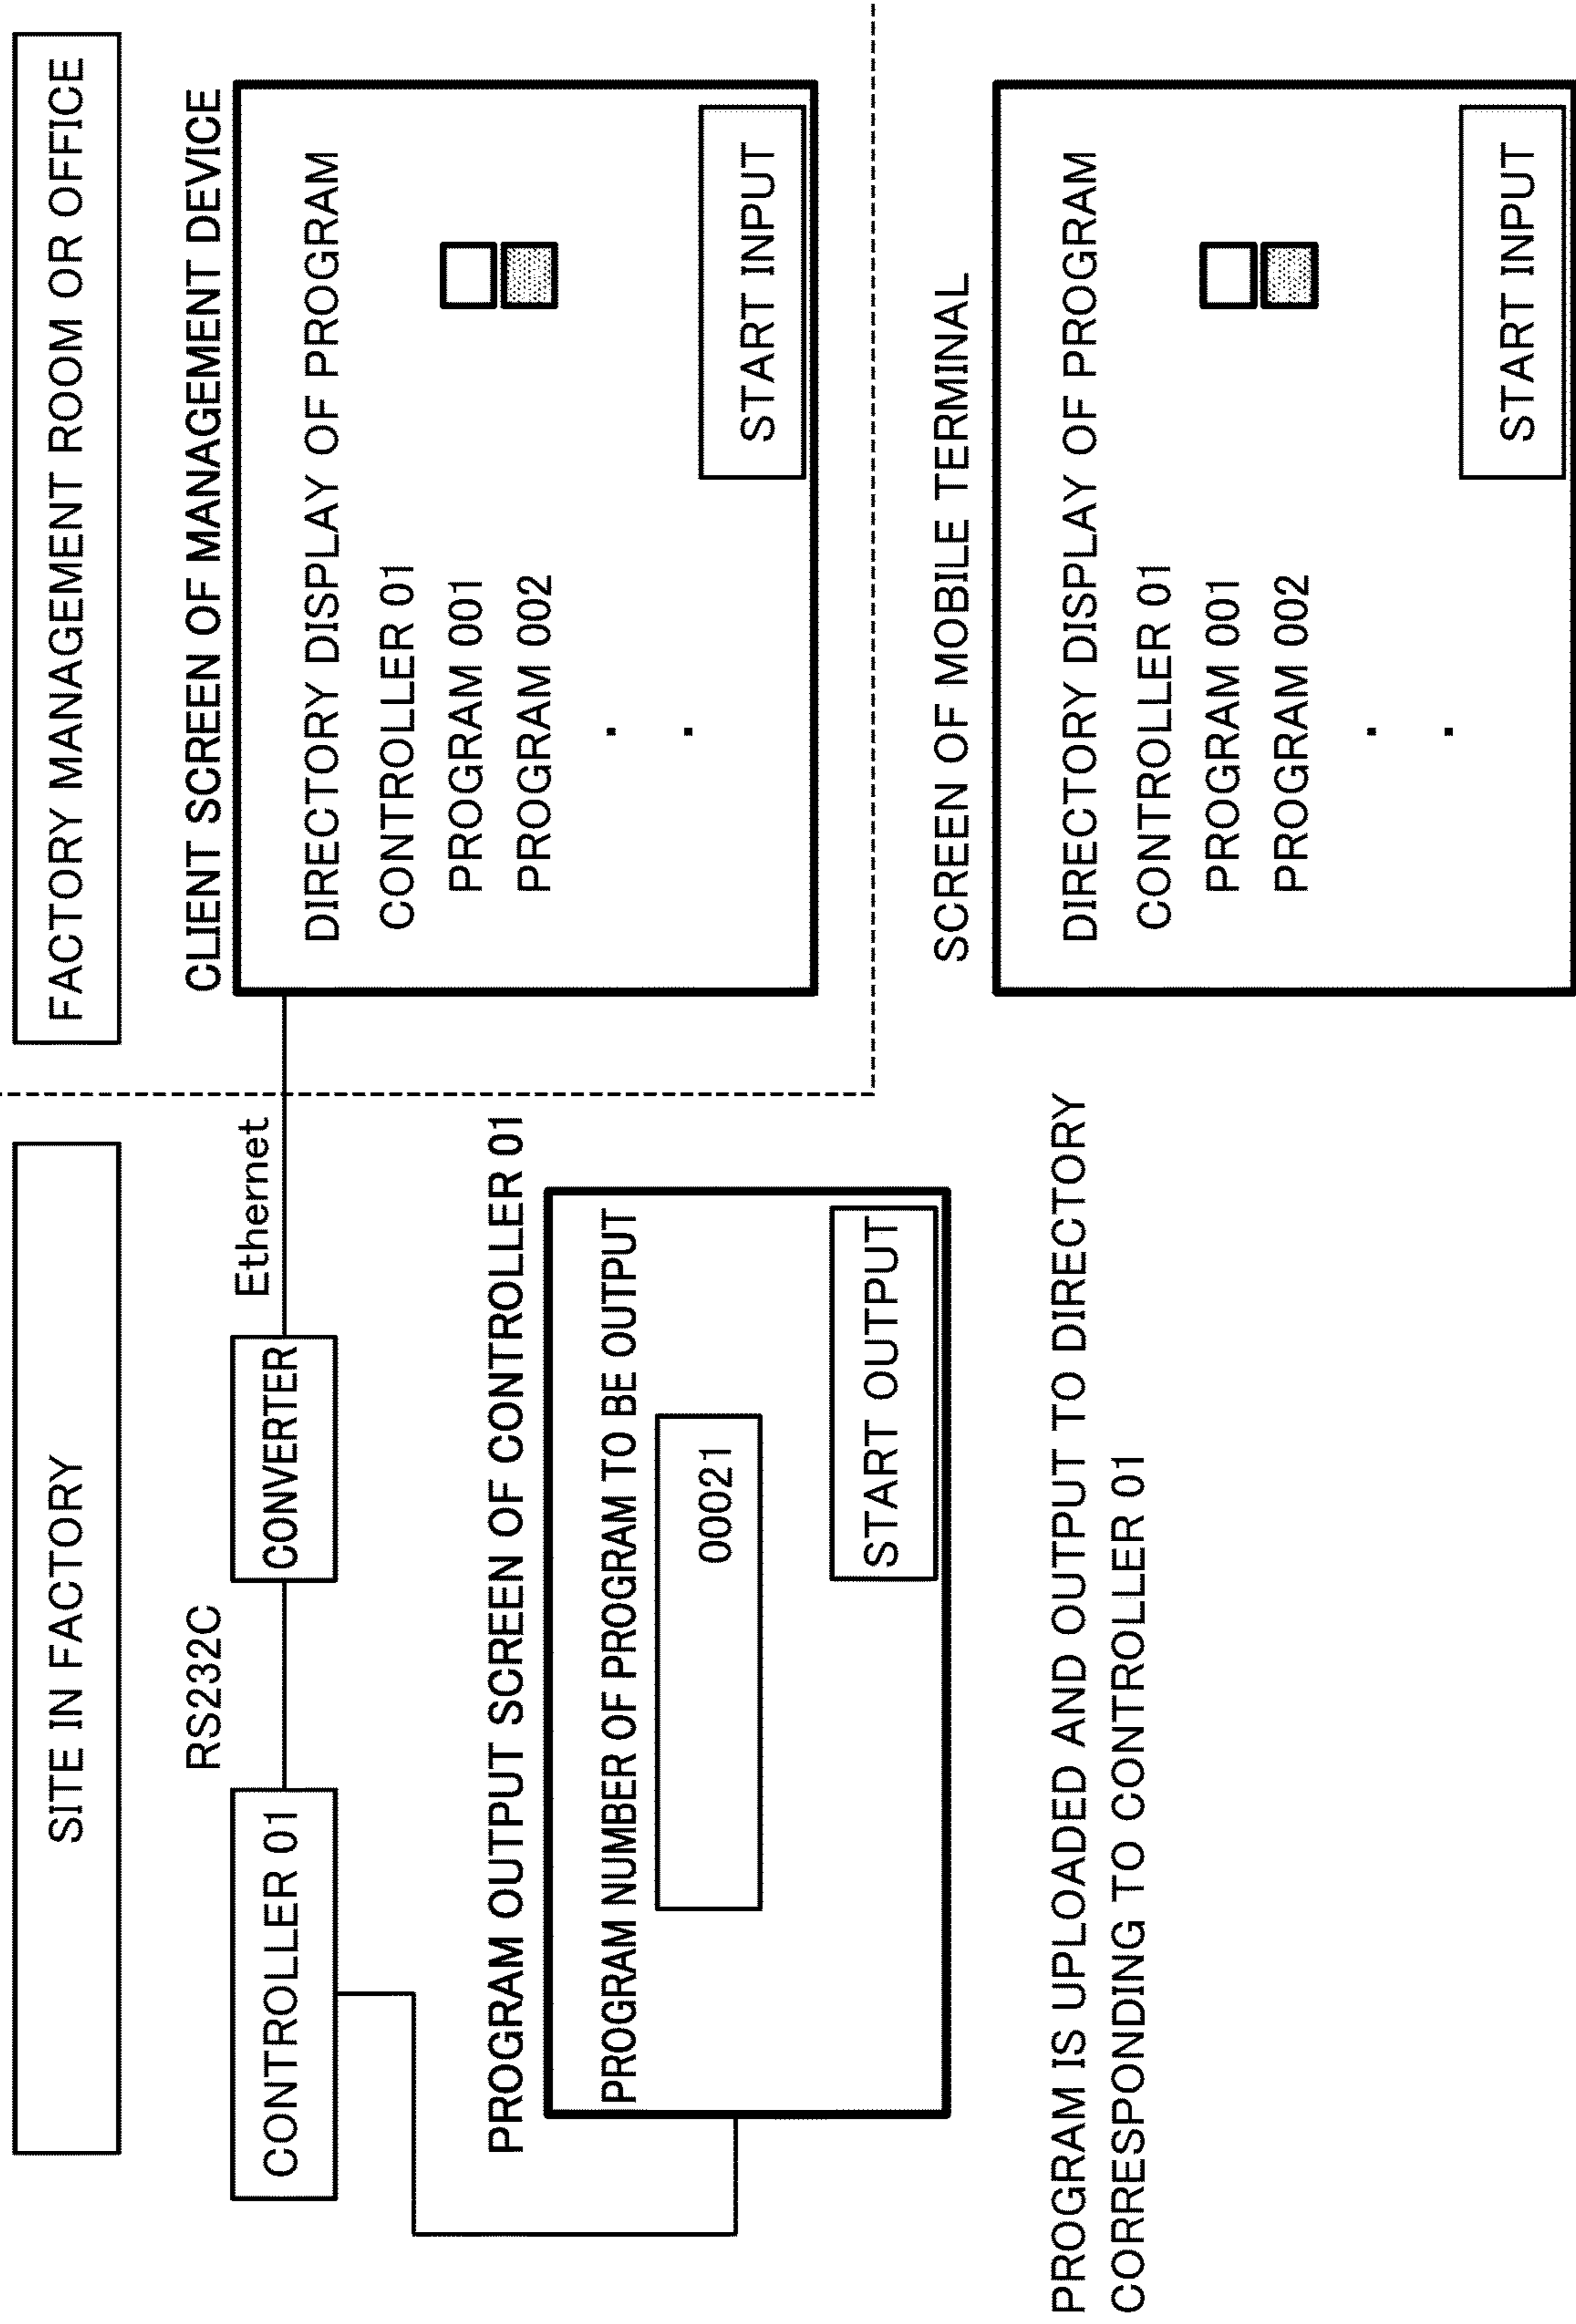 SITE IN FACTORY
FACTORY MANAGEMENT ROOM OR OFFICE
RS232C
CONTROLLER 01
CONVERTER
Ethernet
PROGRAM OUTPUT SCREEN OF CONTROLLER 01
PROGRAM NUMBER OF PROGRAM TO BE OUTPUT
00021
START OUTPUT
PROGRAM IS UPLOADED AND OUTPUT TO DIRECTORY
CORRESPONDING TO CONTROLLER 01
CLIENT SCREEN OF MANAGEMENT DEVICE
DIRECTORY DISPLAY OF PROGRAM
CONTROLLER 01
PROGRAM 001
PROGRAM 002
.
.
START INPUT
SCREEN OF MOBILE TERMINAL
DIRECTORY DISPLAY OF PROGRAM
CONTROLLER 01
PROGRAM 001
PROGRAM 002
.
.
START INPUT